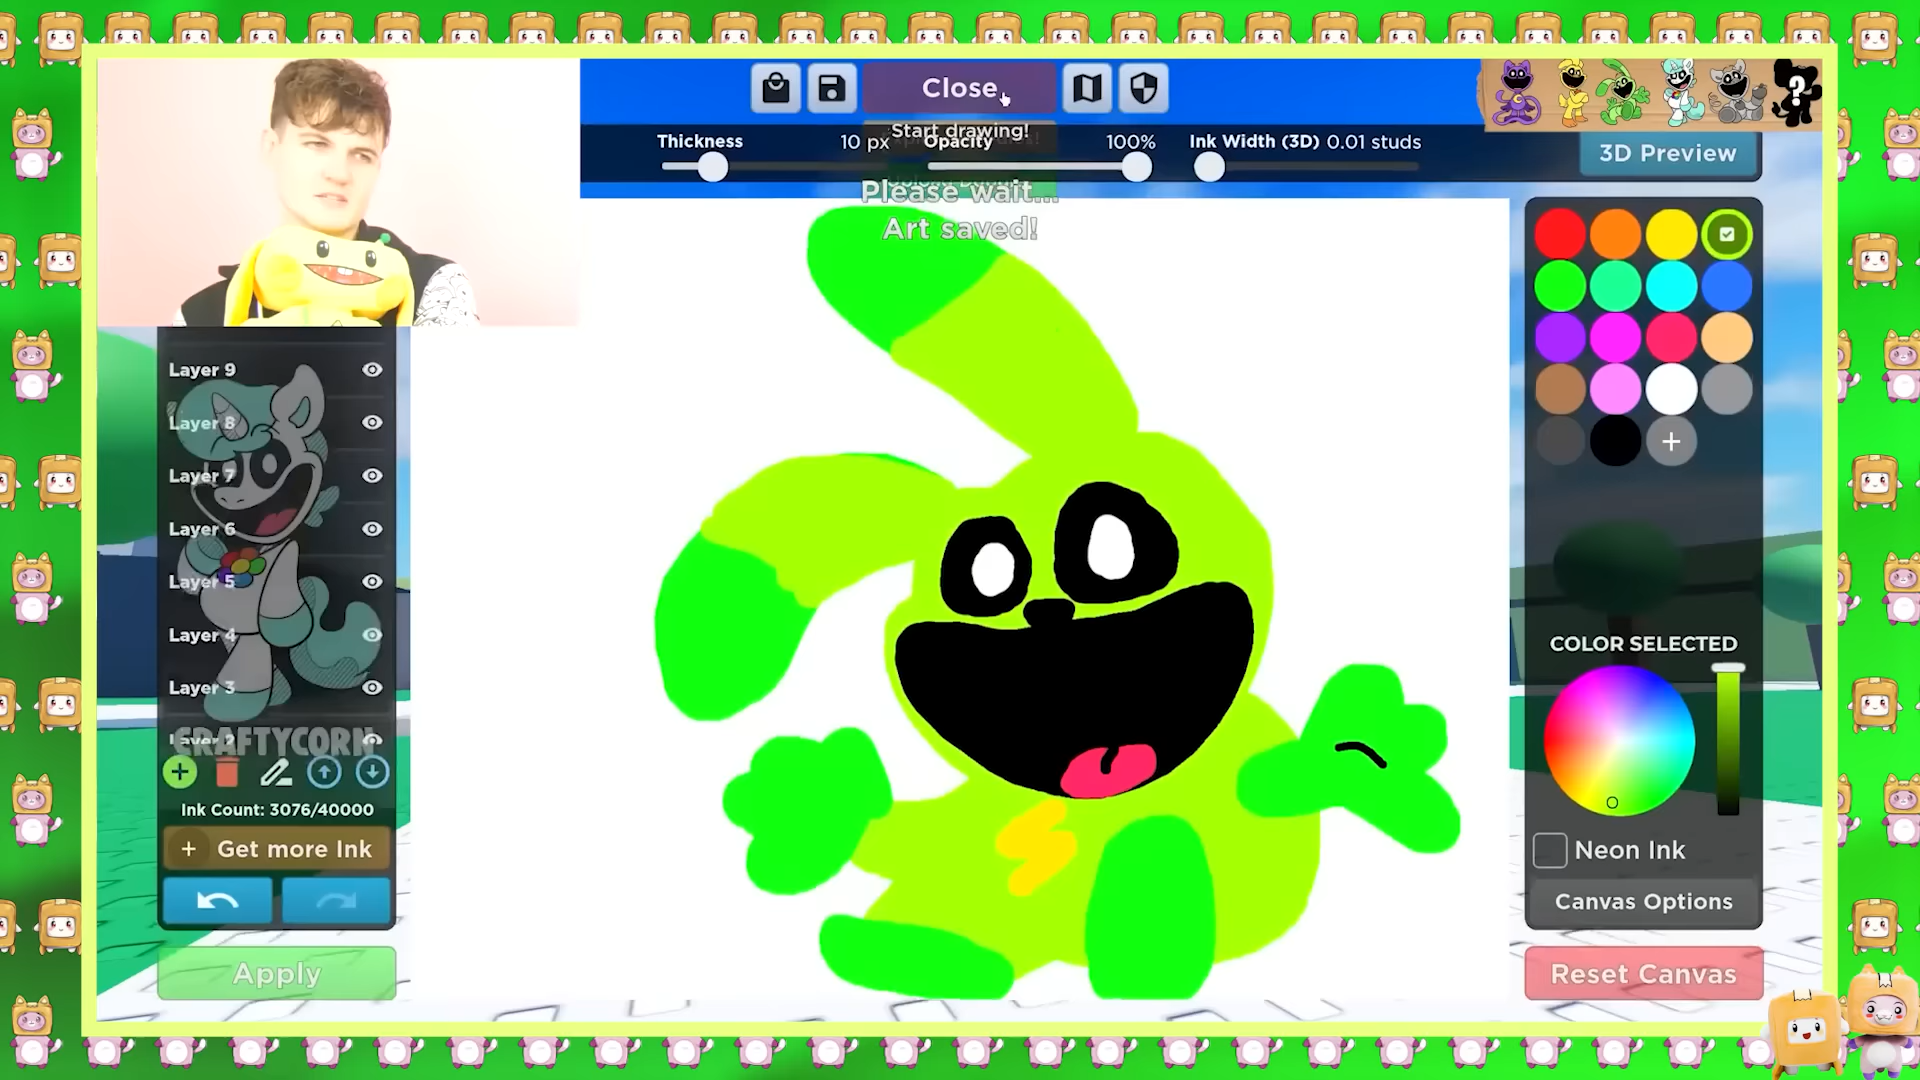 Close
Start drawing!
Thickness
10 px
Opacity
100%
Ink Width (3D) 0.01 studs
3D Preview
Please wait...
Art saved!
?
Layer 9
Layer 8
Layer 7
Layer 6
Layer 5
Layer 4
Layer 3
Layer 2
CRAFTYCORN
Ink Count: 3076/40000
+ Get more Ink
Apply
COLOR SELECTED
Neon Ink
Canvas Options
Reset Canvas